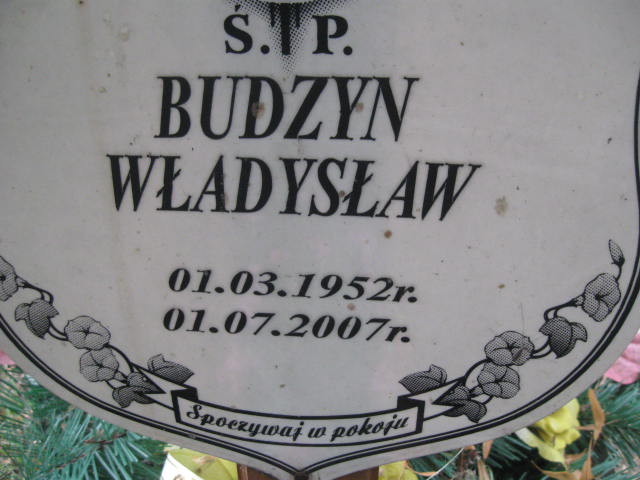 Ś. P.
BUDZYN
WŁADYSŁAW
01.03.1952r.
01.07.2007r.
Spoczywaj w pokoju